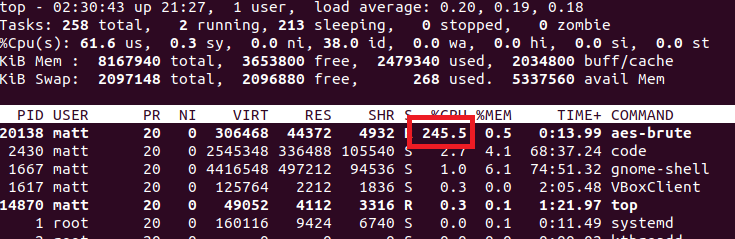 top - 02:30:43 up 21:27,  1 user,  load average: 0.20, 0.19, 0.18
Tasks: 258 total,   2 running, 213 sleeping,   0 stopped,   0 zombie
%Cpu(s): 61.6 us,  0.3 sy,  0.0 ni, 38.0 id,  0.0 wa,  0.0 hi,  0.0 si,  0.0 st
KiB Mem :  8167940 total,  3653800 free,  2479340 used,  2034800 buff/cache
KiB Swap:  2097148 total,  2096880 free,      268 used.  5337560 avail Mem
PID USER      PR  NI    VIRT    RES    SHR S  %CPU %MEM     TIME+ COMMAND
20138 matt      20   0  306468  44372   4932 R 245.5  0.5   0:13.99 aes-brute
2430 matt      20   0 2545348 336488 105540 S   2.7  4.1  68:37.24 code
1667 matt      20   0 4416548 497212  94536 S   1.0  6.1  74:51.32 gnome-shell
1617 matt      20   0  125764   2212   1836 S   0.3  0.0   2:05.48 VBoxClient
14870 matt      20   0   49052   4112   3316 R   0.3  0.1   1:21.97 top
1 root      20   0  160116   9424   6740 S   0.0  0.1   0:11.49 systemd